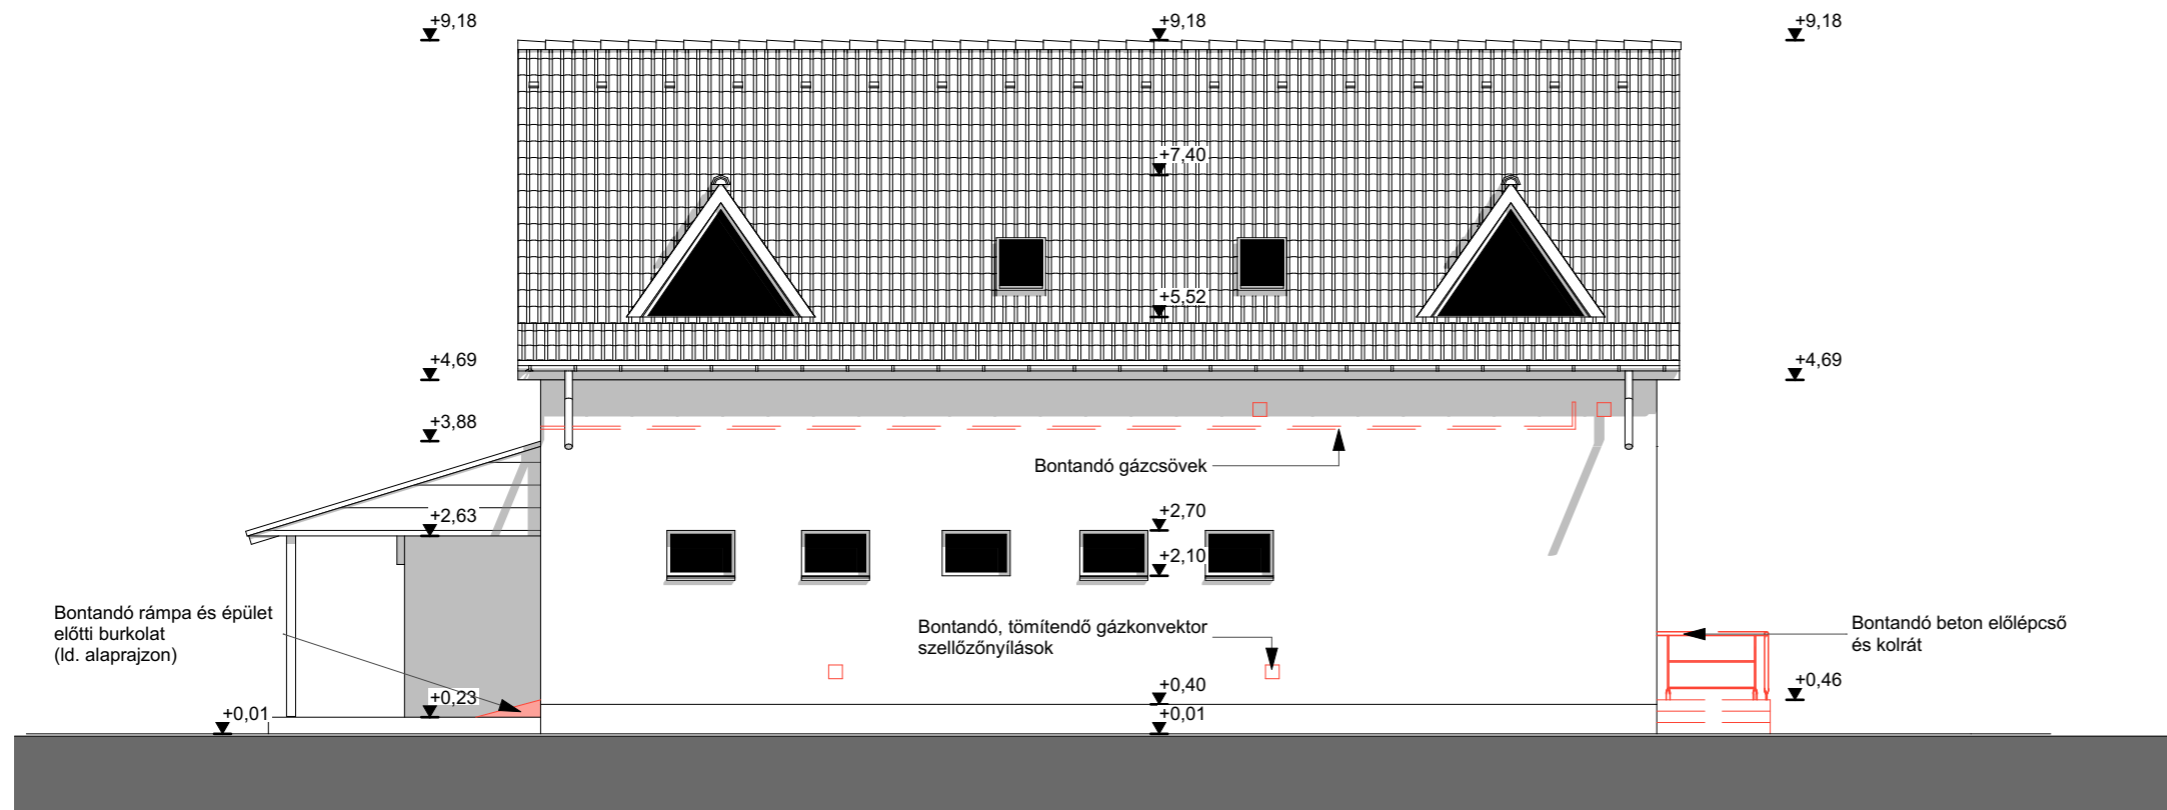 +9,18
+9,18
+9,18
+7,40
+5,52
+4,69
+4,69
+3,88
Bontandó gázcsövek
+2,63
+2,70
+2,10
Bontandó rámpa és épület
előtti burkolat
(ld. alaprajzon)
Bontandó, tömítendő gázkonvektor
szellőzőnyílások
Bontandó beton előlépcső
és kolrát
+0,23
+0,40
+0,46
+0,01
+0,01